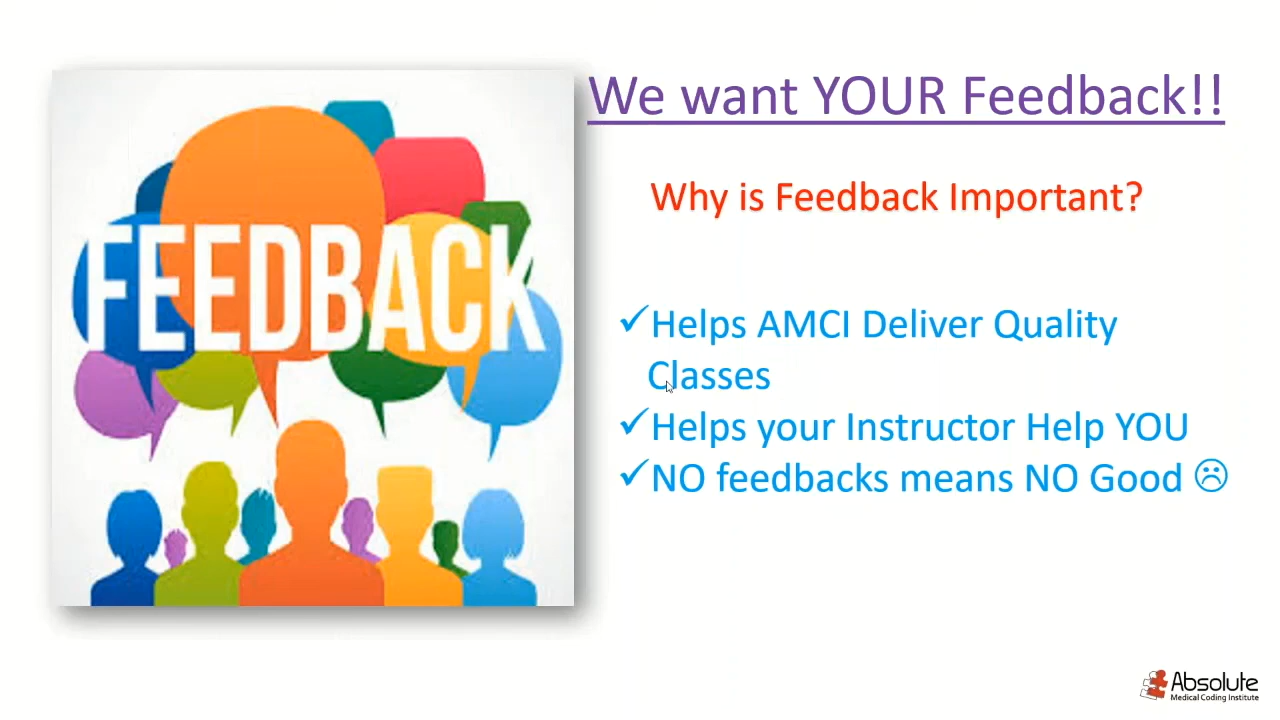 We want YOUR Feedback!!
Why is Feedback Important?
FEEDBACK
✓Helps AMCI Deliver Quality
Classes
✓Helps your Instructor Help YOU
✓NO feedbacks means NO Good ☹
Absolute
Medical Coding Institute